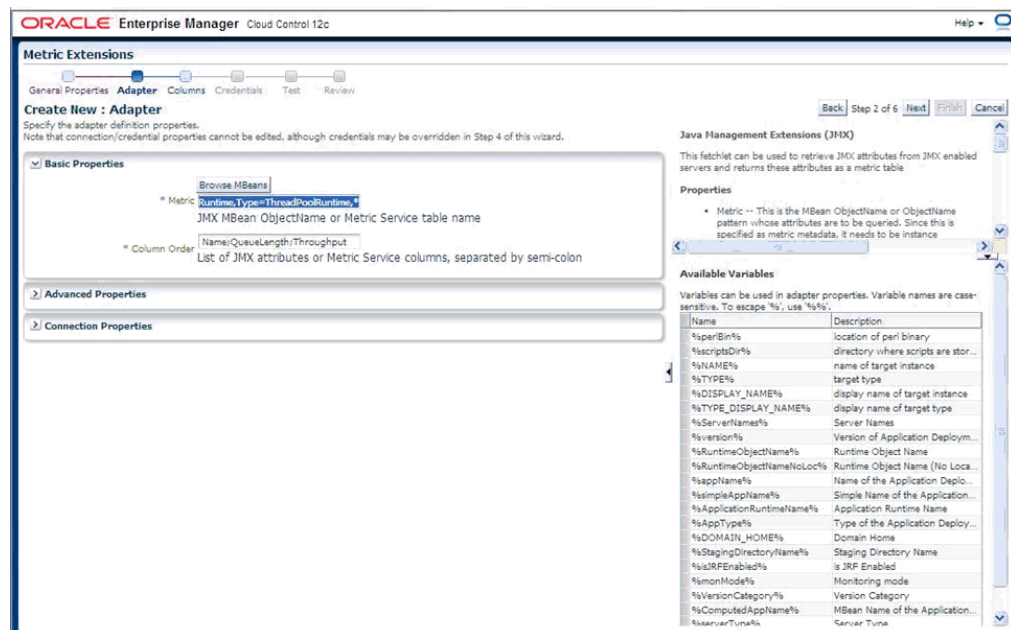 ORACLE Enterprise Manager Cloud Control 12c
Help
Metric Extensions
General Properties Adapter Columns Credentials Test Review
Create New : Adapter
Back Step 2 of 6 Next Finish Cancel
Specify the adapter definition properties.
Note that connection/credential properties cannot be edited, although credentials may be overridden in Step 4 of this wizard.
Basic Properties
Browse MBeans
* Metric Runtime,Type=ThreadPoolRuntime,*
JMX MBean ObjectName or Metric Service table name
* Column Order Name;QueueLength;Throughput
List of JMX attributes or Metric Service columns, separated by semi-colon
Advanced Properties
Connection Properties
Java Management Extensions (JMX)
This fetchlet can be used to retrieve JMX attributes from JMX enabled
servers and returns these attributes as a metric table
Properties
• Metric -- This is the MBean ObjectName or ObjectName
pattern whose attributes are to be queried. Since this is
specified as metric metadata, it needs to be instance
Available Variables
Variables can be used in adapter properties. Variable names are case-
sensitive. To escape '%', use '%%'.
Name Description
%perlBin% location of perl binary
%scriptsDir% directory where scripts are stor...
%NAME% name of target instance
%TYPE% target type
%DISPLAY_NAME% display name of target instance
%TYPE_DISPLAY_NAME% display name of target type
%ServerNames% Server Names
%version% Version of Application Deploym...
%RuntimeObjectName% Runtime Object Name
%RuntimeObjectNameNoLoc% Runtime Object Name (No Loca...
%appName% Name of the Application Deplo...
%simpleAppName% Simple Name of the Application...
%ApplicationRuntimeName% Application Runtime Name
%AppType% Type of the Application Deploy...
%DOMAIN_HOME% Domain Home
%StagingDirectoryName% Staging Directory Name
%isJRFEnabled% is JRF Enabled
%monMode% Monitoring mode
%VersionCategory% Version Category
%ComputedAppName% MBean Name of the Application...
%serverType% Server Type